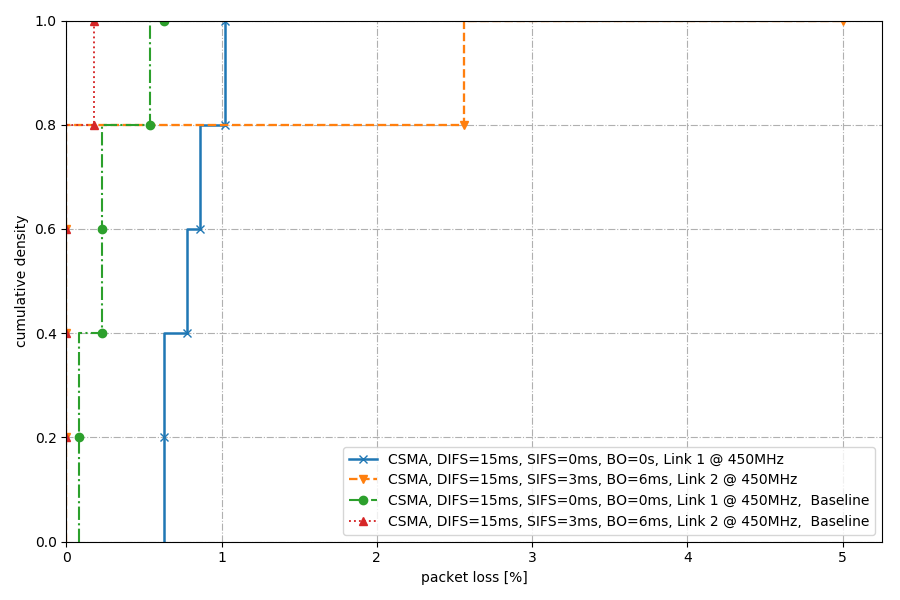 1.0
0.8
0.6
0.4
0.2
0.0
cumulative density
0 1 2 3 4 5
packet loss [%]
CSMA, DIFS=15ms, SIFS=0ms, BO=0s, Link 1 @ 450MHz
CSMA, DIFS=15ms, SIFS=3ms, BO=6ms, Link 2 @ 450MHz
CSMA, DIFS=15ms, SIFS=0ms, BO=0ms, Link 1 @ 450MHz,  Baseline
CSMA, DIFS=15ms, SIFS=3ms, BO=6ms, Link 2 @ 450MHz,  Baseline